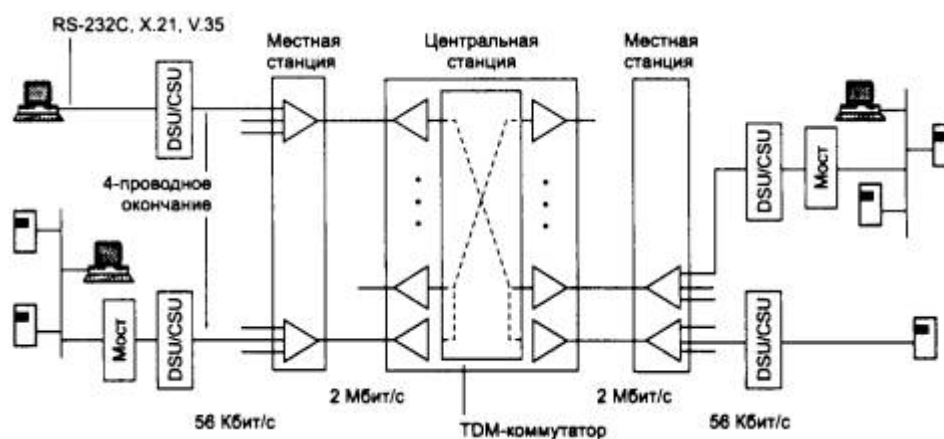 RS-232C, X.21, V.35
Местная
станция
Центральная
станция
Местная
станция
DSU/CSU
4-проводное
окончание
DSU/CSU
Мост
Мост
DSU/CSU
DSU/CSU
56 Кбит/с
2 Мбит/с
2 Мбит/с
56 Кбит/с
TDM-коммутатор